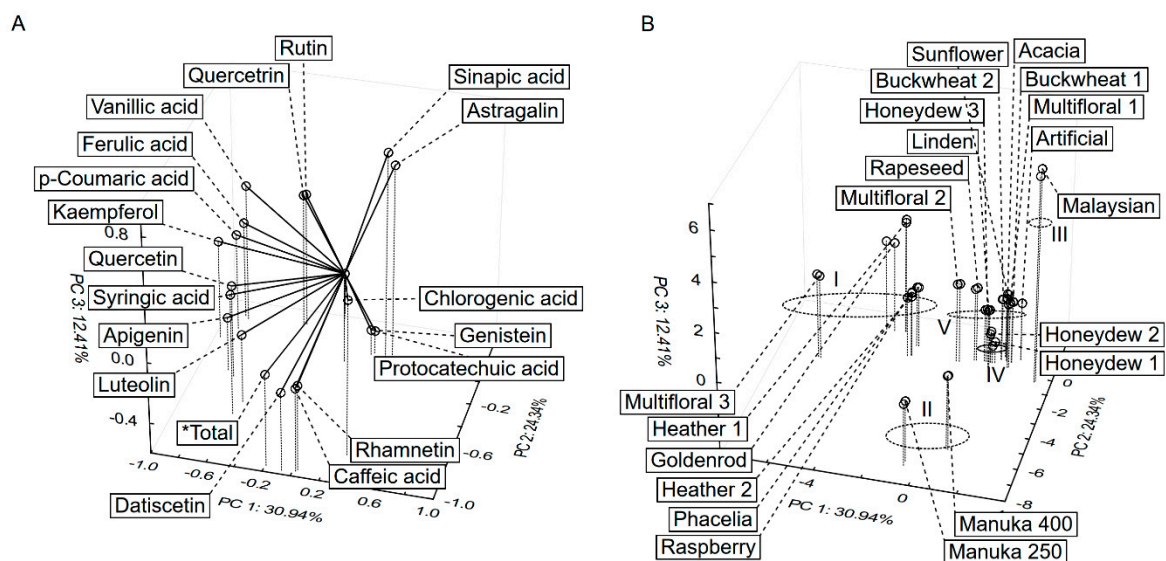 A
Rutin
Quercetrin
Sinapic acid
Vanillic acid
Astragalin
Ferulic acid
p-Coumaric acid
Kaempferol
0.8
Quercetin
PC 3: 12.41%
Syringic acid
Chlorogenic acid
Apigenin
Genistein
0.0
Protocatechuic acid
Luteolin
-0.2
-0.4
*Total
-0.6
PC 2:24.34%
Rhamnetin
-1.0
-0.6
Caffeic acid
-0.2
0.2
-1.0
Datiscetin
PC 1: 30.94%
0.6
1.0
B
Sunflower
Acacia
Buckwheat 2
Buckwheat 1
Honeydew 3
Multifloral 1
Linden
Artificial
Rapeseed
Multifloral 2
Malaysian
6
III
5
I
4
PC 3: 12.41%
3
V
2
Honeydew 2
Honeydew 1
IV
0
0
-2
Multifloral 3
II
-4
PC 2:24.34%
Heather 1
Goldenrod
-4
-6
Heather 2
PC 1: 30.94%
0
-8
Phacelia
Manuka 400
Raspberry
Manuka 250